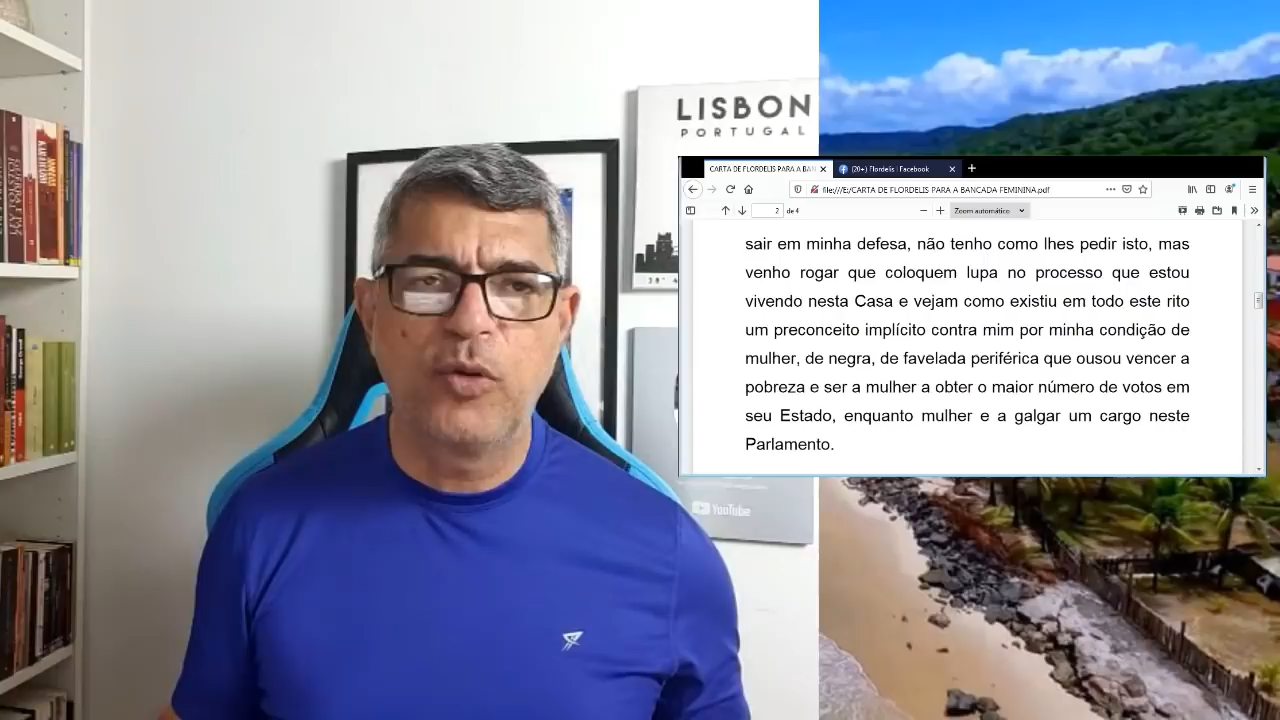 LISBON
PORTUGAL
CARTA DE FLORDELIS PARA A BAN
(20+) Flordelis | Facebook
file:///E:/CARTA DE FLORDELIS PARA A BANCADA FEMININA.pdf
2 de 4
Zoom automático
sair em minha defesa, não tenho como lhes pedir isto, mas
venho rogar que coloquem lupa no processo que estou
vivendo nesta Casa e vejam como existiu em todo este rito
um preconceito implícito contra mim por minha condição de
mulher, de negra, de favelada periférica que ousou vencer a
pobreza e ser a mulher a obter o maior número de votos em
seu Estado, enquanto mulher e a galgar um cargo neste
Parlamento.
YouTube